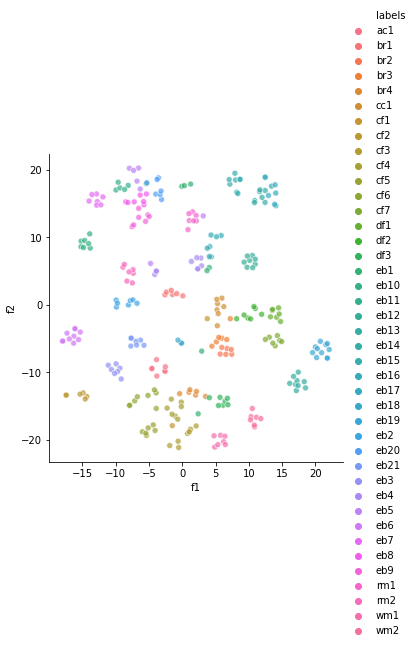 labels
ac1
br1
br2
br3
br4
cc1
cf1
cf2
cf3
cf4
cf5
cf6
cf7
df1
df2
df3
eb1
eb10
eb11
eb12
eb13
eb14
eb15
eb16
eb17
eb18
eb19
eb2
eb20
eb21
eb3
eb4
eb5
eb6
eb7
eb8
eb9
rm1
rm2
wm1
wm2
20
10
0
−10
−20
f2
−15 −10 −5 0 5 10 15 20
f1